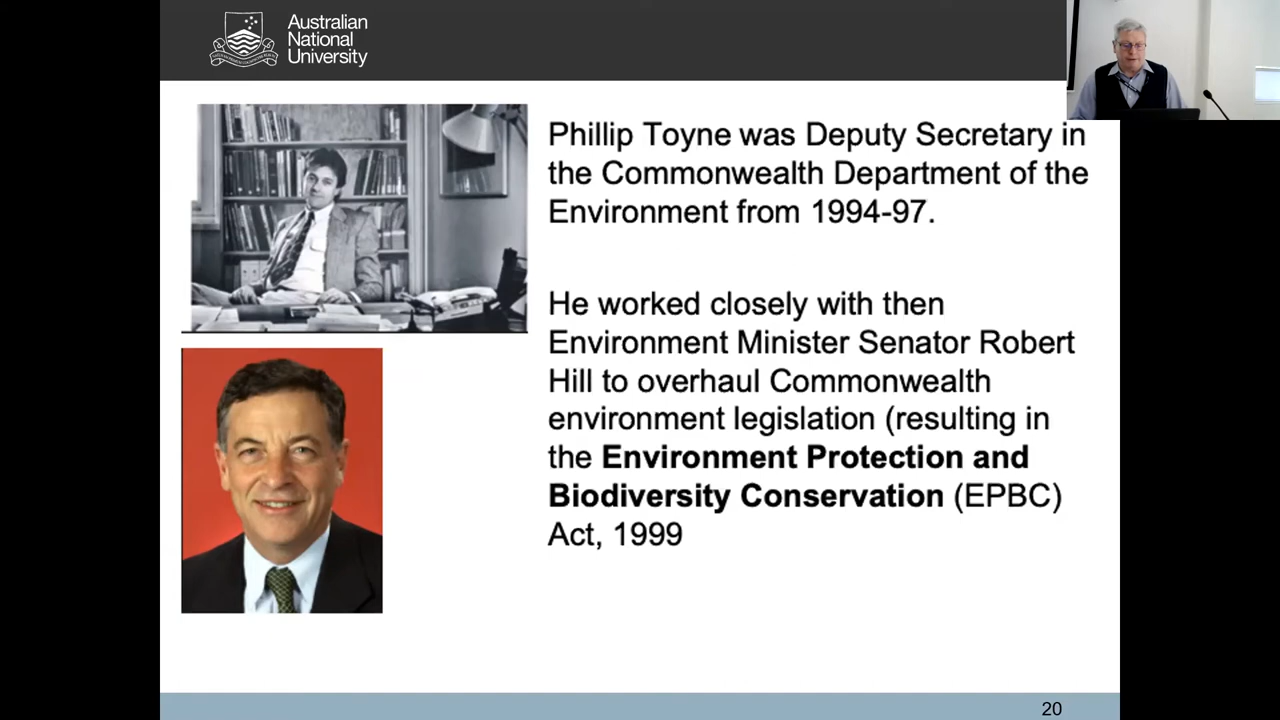 Australian
National
University
Phillip Toyne was Deputy Secretary in
the Commonwealth Department of the
Environment from 1994-97.
He worked closely with then
Environment Minister Senator Robert
Hill to overhaul Commonwealth
environment legislation (resulting in
the Environment Protection and
Biodiversity Conservation (EPBC)
Act, 1999
20